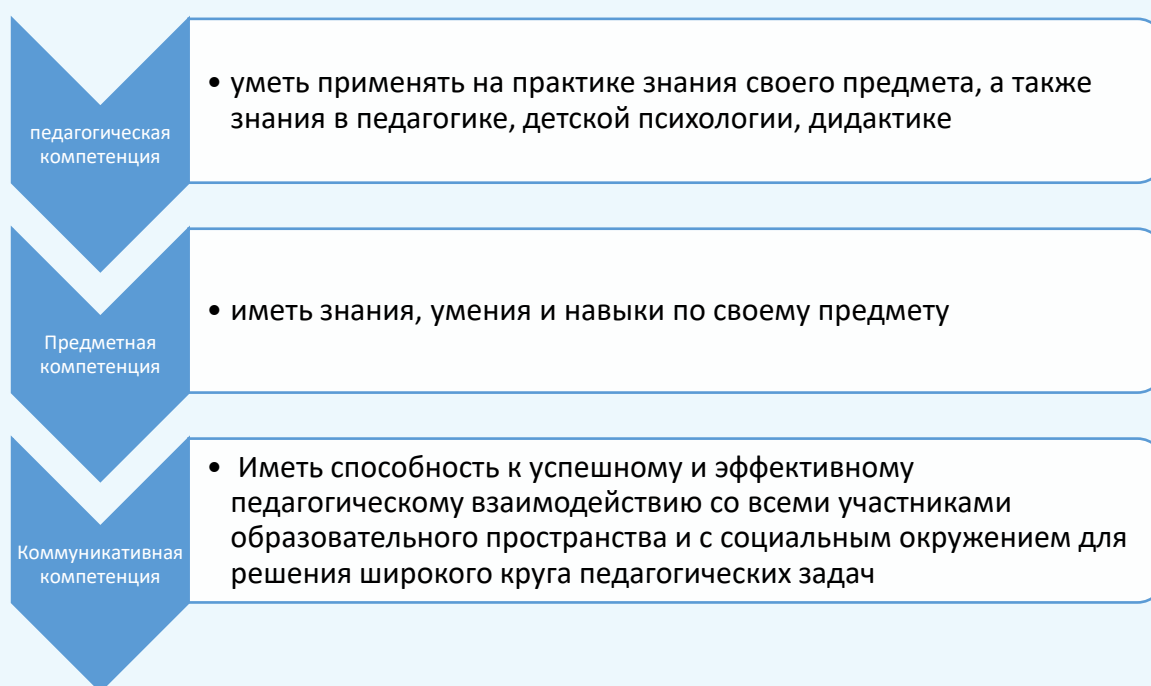 педагогическая
компетенция
• уметь применять на практике знания своего предмета, а также
знания в педагогике, детской психологии, дидактике
Предметная
компетенция
• иметь знания, умения и навыки по своему предмету
Коммуникативная
компетенция
• Иметь способность к успешному и эффективному
педагогическому взаимодействию со всеми участниками
образовательного пространства и с социальным окружением для
решения широкого круга педагогических задач